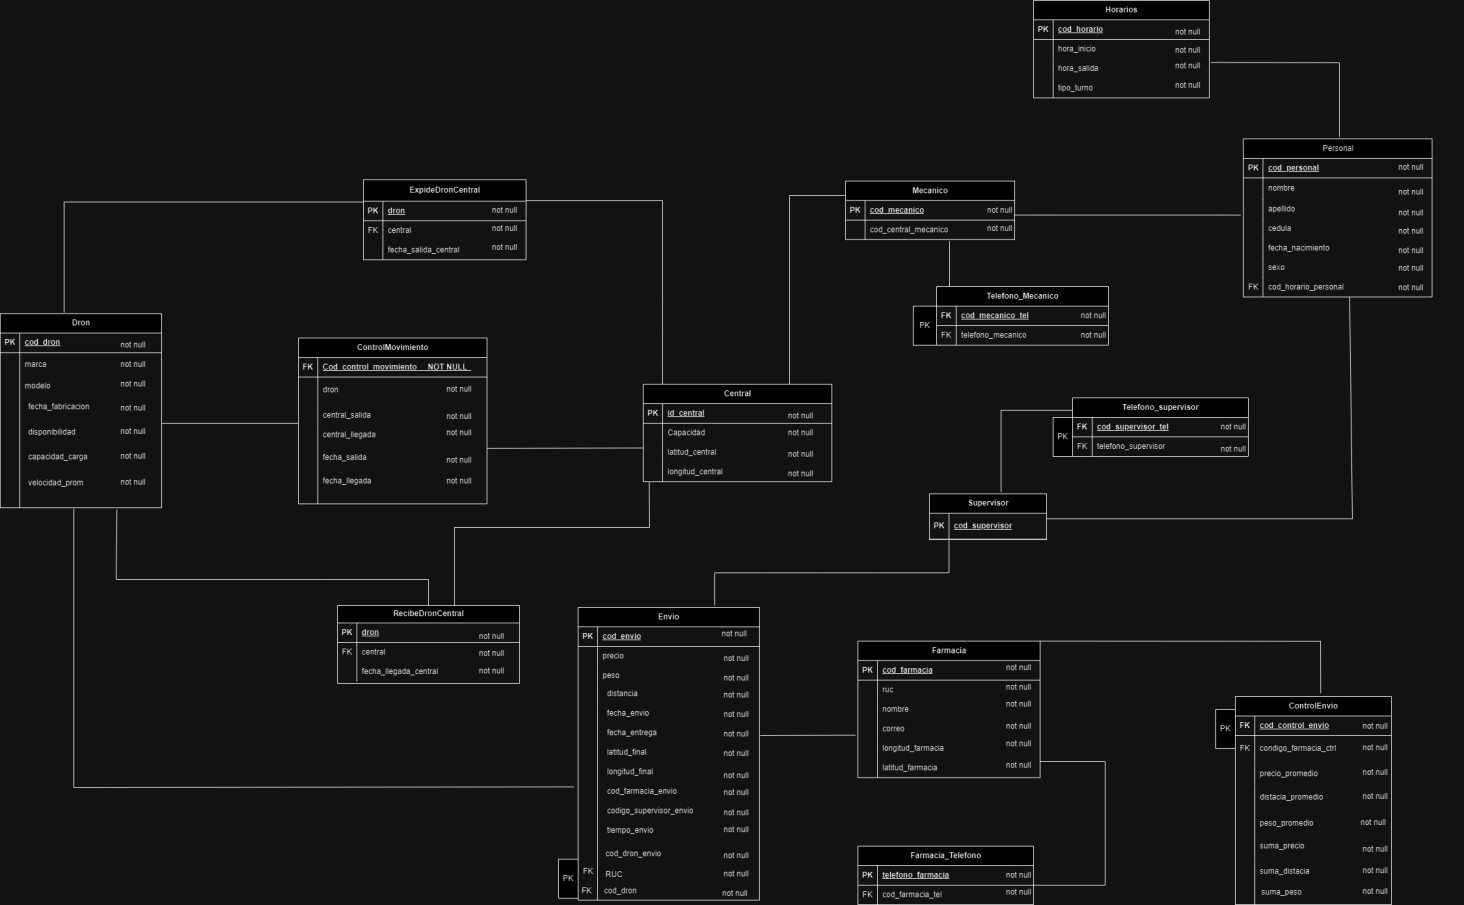 Horarios
PK cod_horario not null
hora_inicio not null
hora_salida not null
tipo_turno not null
Personal
PK cod_personal not null
nombre not null
apellido not null
cedula not null
fecha_nacimiento not null
sexo not null
FK cod_horario_personal not null
ExpideDronCentral
PK dron not null
FK central not null
fecha_salida_central not null
Mecanico
PK cod_mecanico not null
cod_central_mecanico not null
Telefono_Mecanico
PK
FK cod_mecanico_tel not null
FK telefono_mecanico not null
Dron
PK cod_dron not null
marca not null
modelo not null
fecha_fabricacion not null
disponibilidad not null
capacidad_carga not null
velocidad_prom not null
ControlMovimiento
FK Cod_control_movimiento NOT NULL
dron not null
central_salida not null
central_llegada not null
fecha_salida not null
fecha_llegada not null
Central
PK id_central not null
Capacidad not null
latitud_central not null
longitud_central not null
Telefono_supervisor
PK
FK cod_supervisor_tel not null
FK telefono_supervisor not null
Supervisor
PK cod_supervisor
RecibeDronCentral
PK dron not null
FK central not null
fecha_llegada_central not null
Envio
PK cod_envio not null
precio not null
peso not null
distancia not null
fecha_envio not null
fecha_entrega not null
latitud_final not null
longitud_final not null
cod_farmacia_envio not null
codigo_supervisor_envio not null
tiempo_envio not null
cod_dron_envio not null
PK
FK RUC not null
FK cod_dron not null
Farmacia
PK cod_farmacia not null
ruc not null
nombre not null
correo not null
longitud_farmacia not null
latitud_farmacia not null
Farmacia_Telefono
PK telefono_farmacia not null
FK cod_farmacia_tel not null
ControlEnvio
PK
FK cod_control_envio not null
FK condigo_farmacia_ctrl not null
precio_promedio not null
distacia_promedio not null
peso_promedio not null
suma_precio not null
suma_distacia not null
suma_peso not null